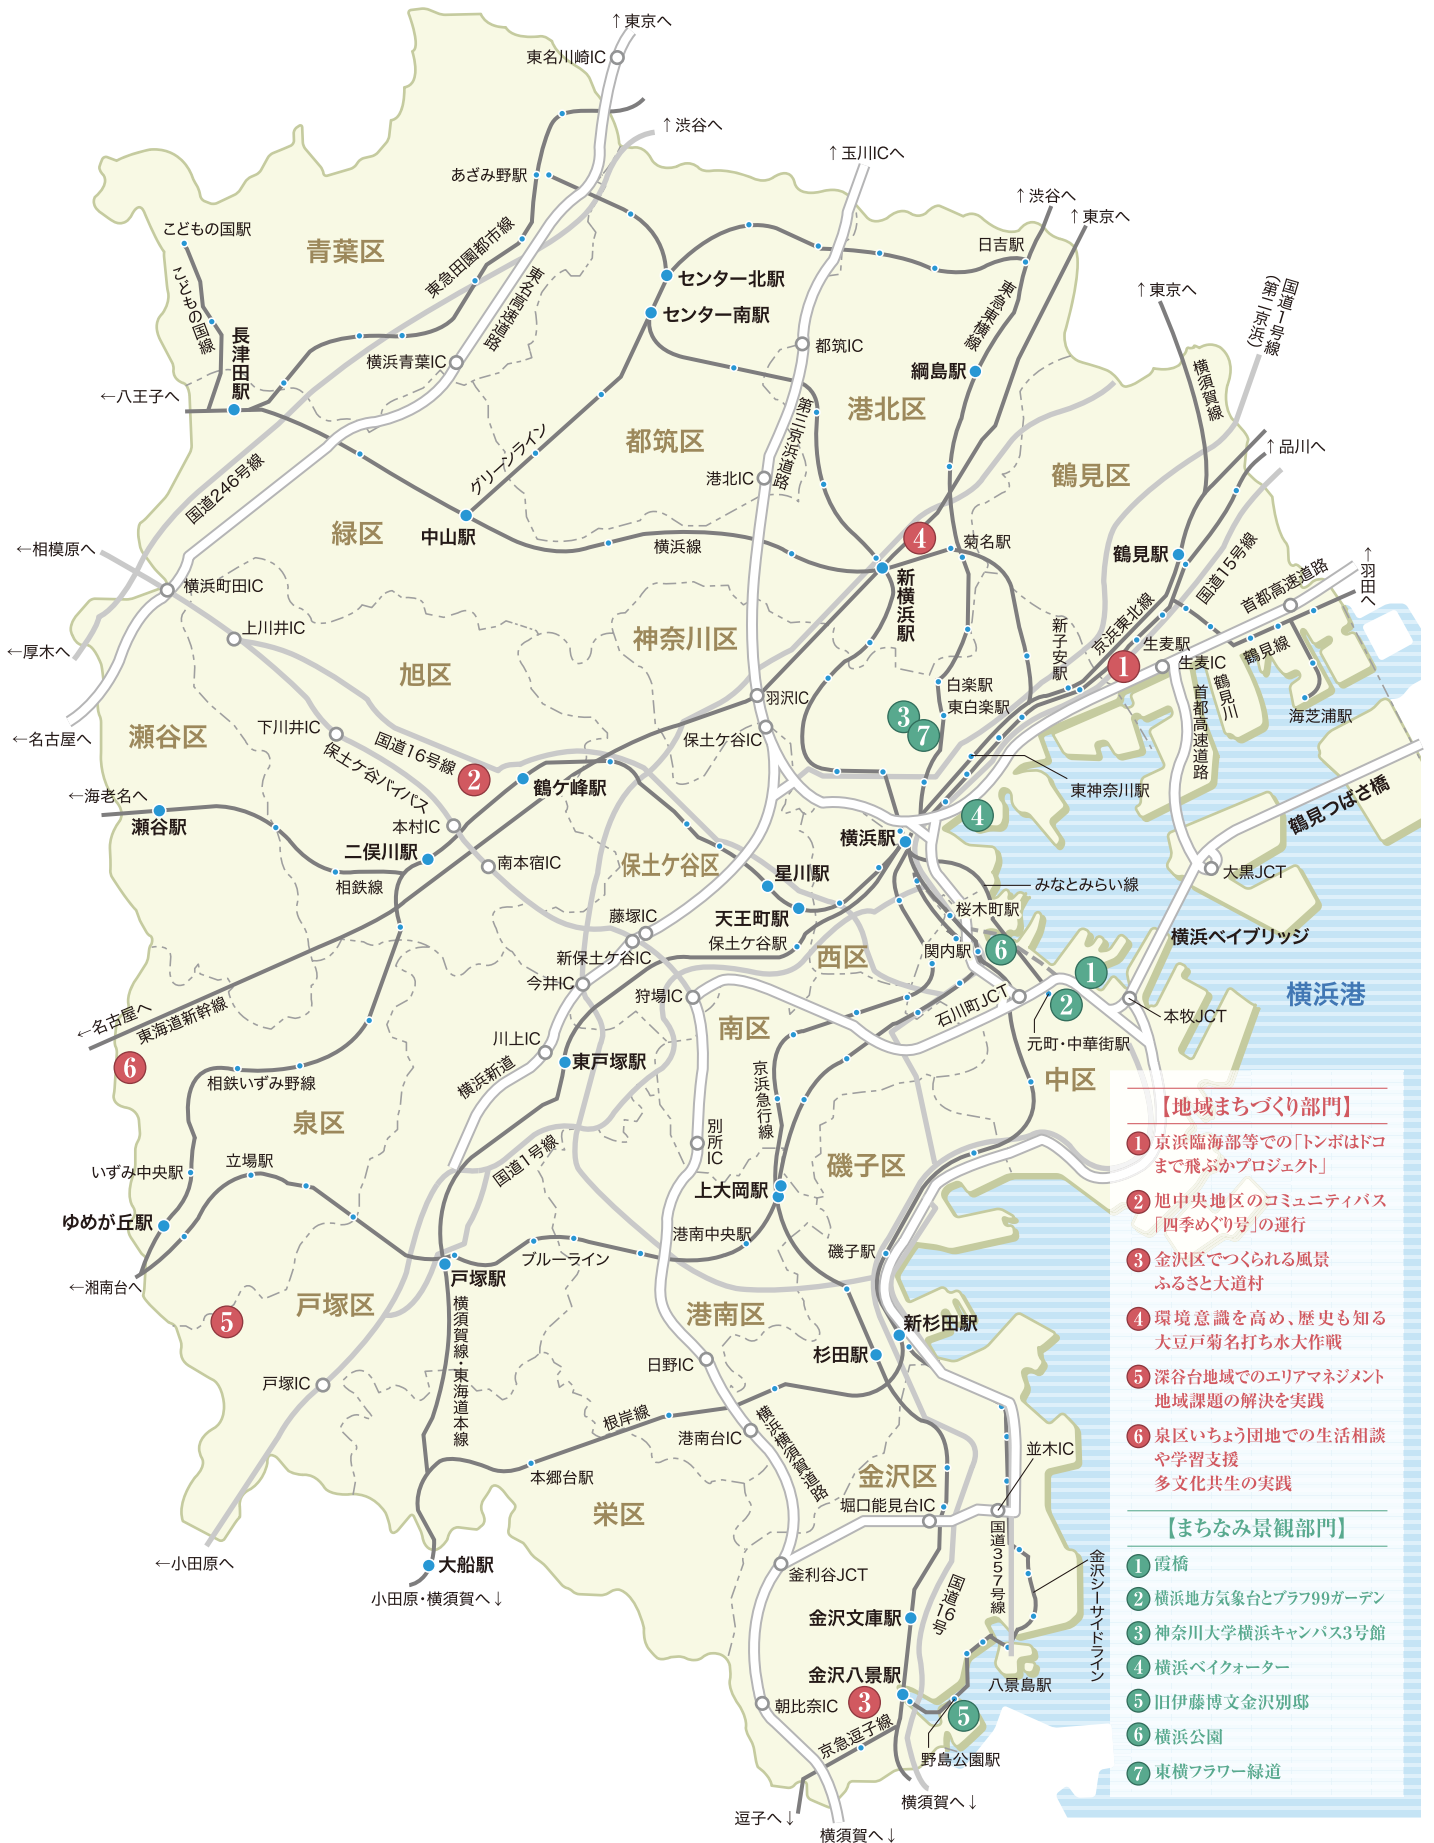 ↑東京へ
東名川崎IC
↑渋谷へ
↑玉川ICへ
あざみ野駅
↑渋谷へ
↑東京へ
こどもの国駅
青葉区
東急田園都市線
日吉駅
こどもの国線
東名高速道路
センター北駅
センター南駅
東急東横線
↑東京へ
国道1号線
(第二京浜)
長津田駅
横浜青葉IC
都筑IC
綱島駅
横須賀線
←八王子へ
第三京浜道路
港北区
都筑区
グリーンライン
↑品川へ
国道246号線
港北IC
鶴見区
緑区
中山駅
横浜線
4
菊名駅
鶴見駅
国道15号線
←相模原へ
横浜町田IC
新横浜駅
首都高速道路
↑羽田へ
上川井IC
神奈川区
新子安駅
京浜東北線
生麦駅
1
生麦IC
鶴見線
←厚木へ
旭区
羽沢IC
白楽駅
東白楽駅
鶴見川
首都高速道路
海芝浦駅
←名古屋へ
瀬谷区
下川井IC
国道16号線
保土ケ谷バイパス
保土ケ谷IC
3
7
2
鶴ケ峰駅
東神奈川駅
←海老名へ
瀬谷駅
本村IC
4
鶴見つばさ橋
二俣川駅
南本宿IC
横浜駅
保土ケ谷区
星川駅
大黒JCT
相鉄線
みなとみらい線
天王町駅
藤塚IC
桜木町駅
保土ケ谷駅
新保土ケ谷IC
西区
関内駅
6
横浜ベイブリッジ
今井IC
狩場IC
1
横浜港
←名古屋へ
東海道新幹線
南区
石川町JCT
2
本牧JCT
川上IC
元町・中華街駅
6
横浜新道
東戸塚駅
中区
相鉄いずみ野線
京浜急行線
泉区
別所IC
国道1号線
いずみ中央駅
立場駅
磯子区
上大岡駅
ゆめが丘駅
港南中央駅
磯子駅
ブルーライン
←湘南台へ
戸塚駅
戸塚区
5
横須賀線・東海道本線
港南区
新杉田駅
杉田駅
日野IC
戸塚IC
根岸線
港南台IC
横浜横須賀道路
並木IC
本郷台駅
金沢区
堀口能見台IC
栄区
国道357号線
←小田原へ
大船駅
釜利谷JCT
金沢シーサイドライン
小田原・横須賀へ↓
国道16号
金沢文庫駅
金沢八景駅
八景島駅
3
朝比奈IC
5
京急逗子線
野島公園駅
逗子へ↓
横須賀へ↓
横須賀へ↓
【地域まちづくり部門】
1 京浜臨海部等での「トンボはドコ
まで飛ぶかプロジェクト」
2 旭中央地区のコミュニティバス
「四季めぐり号」の運行
3 金沢区でつくられる風景
ふるさと大道村
4 環境意識を高め、歴史も知る
大豆戸菊名打ち水大作戦
5 深谷台地域でのエリアマネジメント
地域課題の解決を実践
6 泉区いちょう団地での生活相談
や学習支援
多文化共生の実践
【まちなみ景観部門】
1 霞橋
2 横浜地方気象台とブラフ99ガーデン
3 神奈川大学横浜キャンパス3号館
4 横浜ベイクォーター
5 旧伊藤博文金沢別邸
6 横浜公園
7 東横フラワー緑道